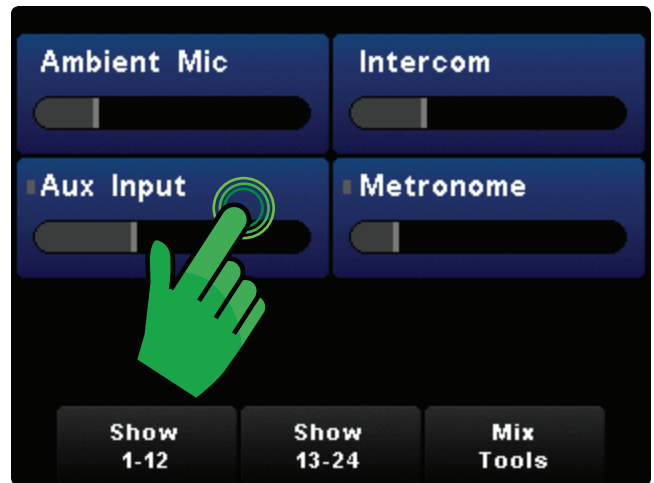 Ambient Mic
Intercom
Aux Input
Metronome
Show
1-12
Show
13-24
Mix
Tools